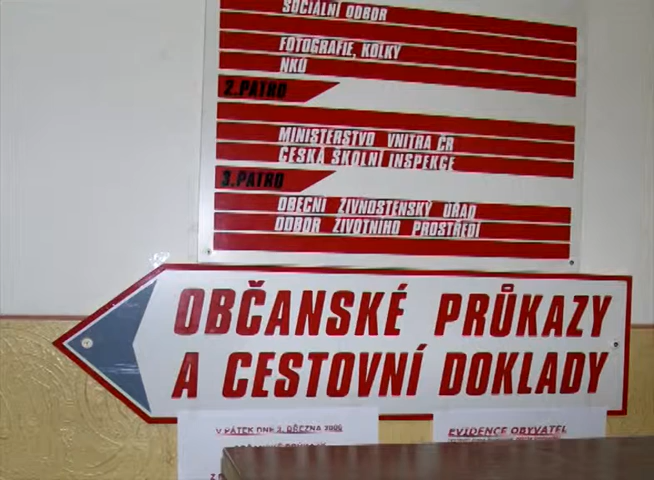 SOCIÁLNÍ ODBOR
FOTOGRAFIE, KOLKY
NKÚ
2.PATRO
MINISTERSTVO VNITRA ČR
ČESKÁ ŠKOLNÍ INSPEKCE
3.PATRO
OBECNÍ ŽIVNOSTENSKÝ ÚŘAD
ODBOR ŽIVOTNÍHO PROSTŘEDÍ
OBČANSKÉ PRŮKAZY
A CESTOVNÍ DOKLADY
V PÁTEK DNE 3. BŘEZNA
EVIDENCE OBYVATEL